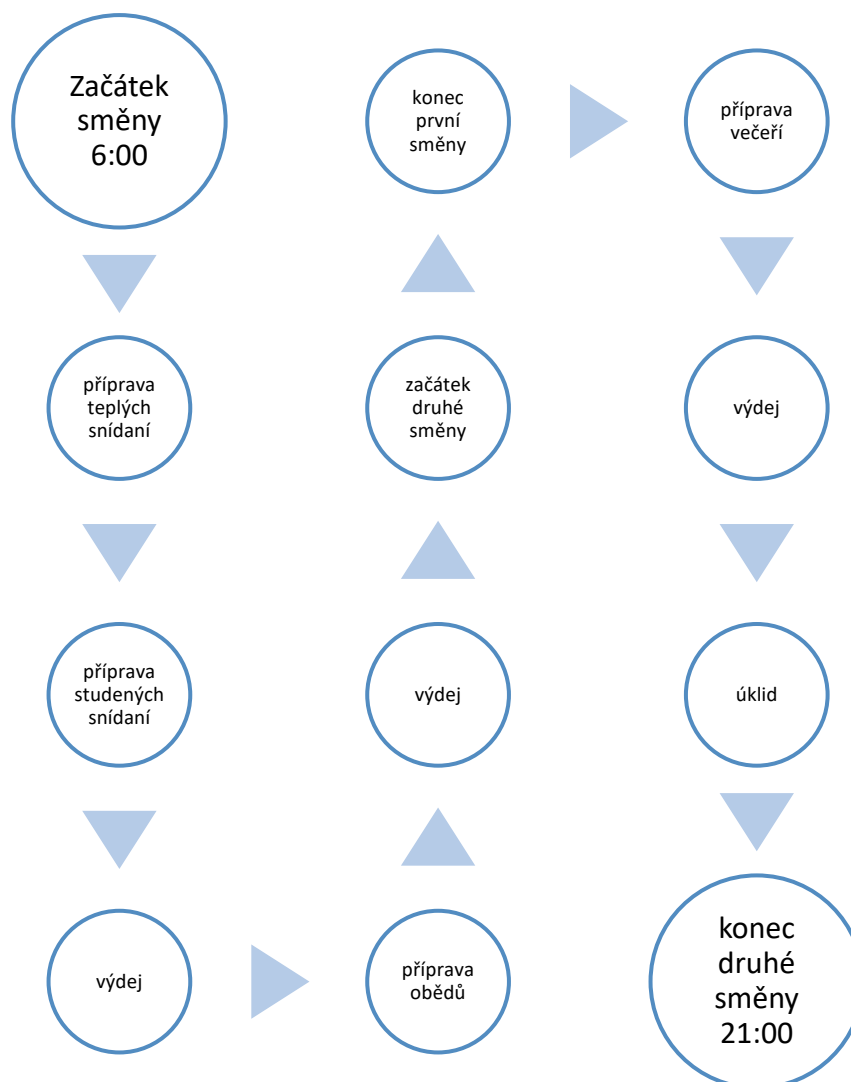 Začátek
směny
6:00
příprava
teplých
snídaní
příprava
studených
snídaní
výdej
příprava
obědů
výdej
začátek
druhé
směny
konec
první
směny
příprava
večeří
výdej
úklid
konec
druhé
směny
21:00